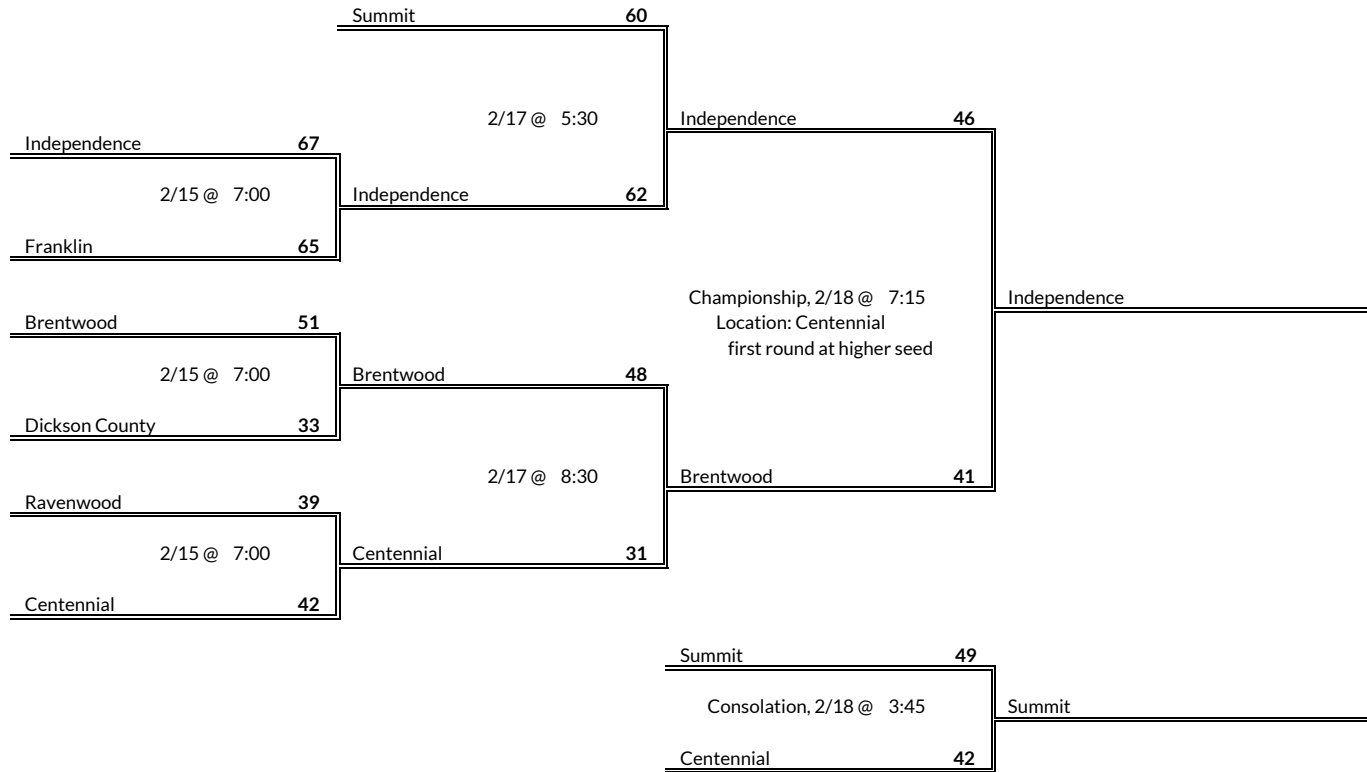 Summit 60
2/17 @ 5:30
Independence 46
Independence 67
2/15 @ 7:00
Independence 62
Franklin 65
Championship, 2/18 @ 7:15
Independence
Location: Centennial
first round at higher seed
Brentwood 51
2/15 @ 7:00
Brentwood 48
Dickson County 33
2/17 @ 8:30
Brentwood 41
Ravenwood 39
2/15 @ 7:00
Centennial 31
Centennial 42
Summit 49
Consolation, 2/18 @ 3:45
Summit
Centennial 42